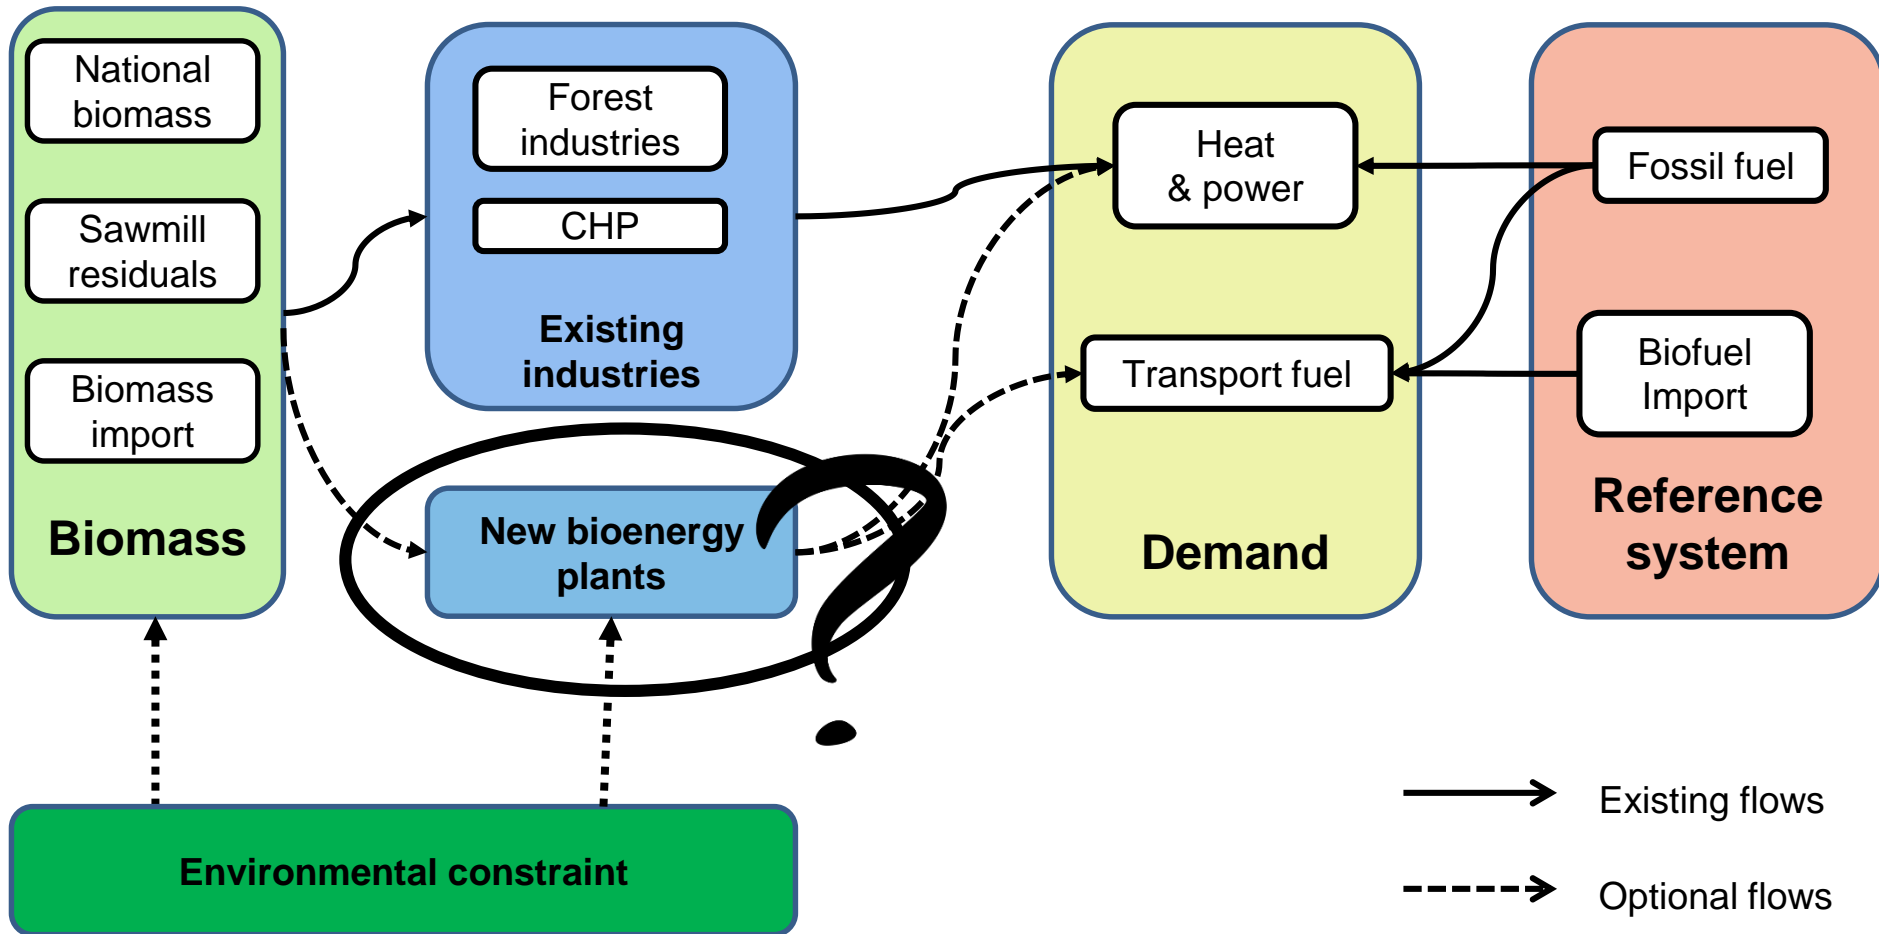 National
biomass
Sawmill
residuals
Biomass
import
Biomass
Forest
industries
CHP
Existing
industries
New bioenergy
plants
?
Heat
& power
Transport fuel
Demand
Fossil fuel
Biofuel
Import
Reference
system
Environmental constraint
Existing flows
Optional flows